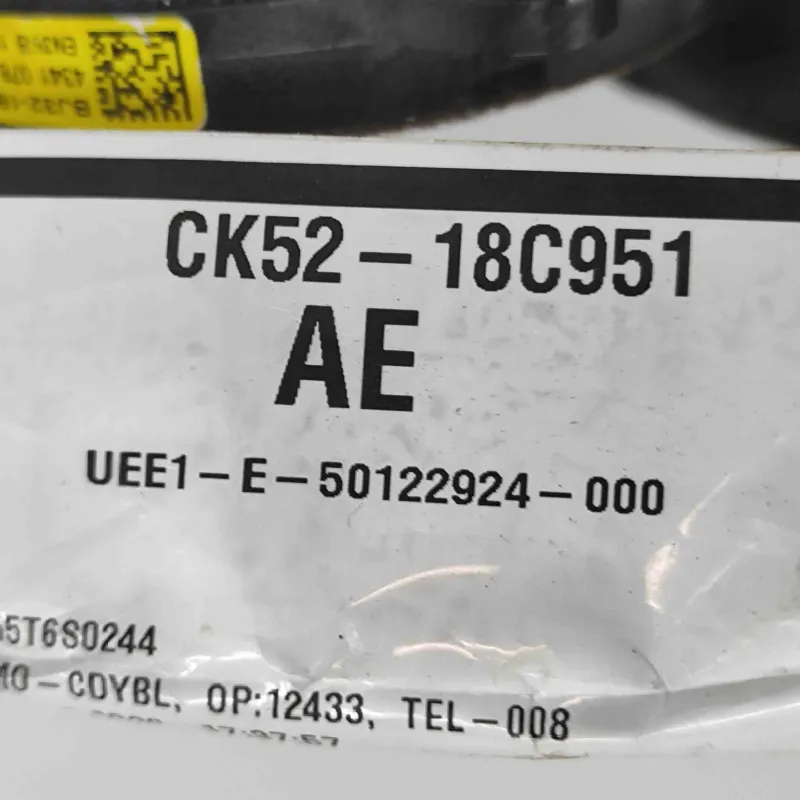 CK52-18C951
AE
UEE1-E-50122924-000
5T6S0244
-CDYBL, OP:12433, TEL-008